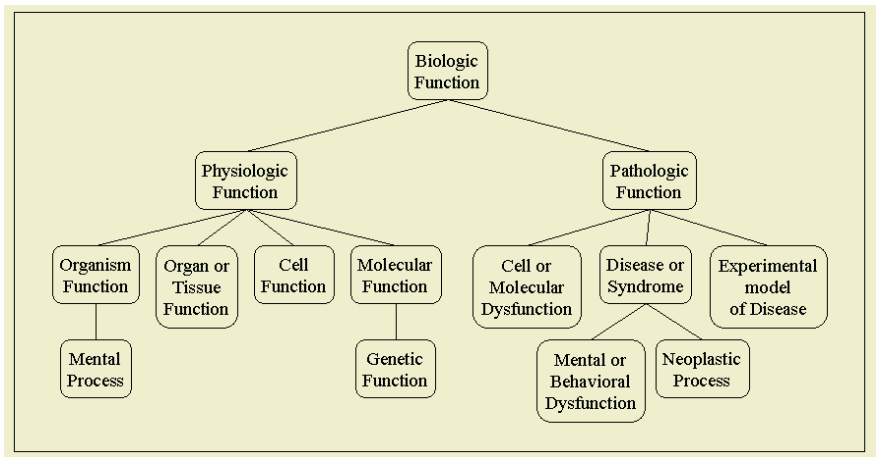 Biologic
Function
Physiologic
Function
Pathologic
Function
Organism
Function
Organ or
Tissue
Function
Cell
Function
Molecular
Function
Cell or
Molecular
Dysfunction
Disease or
Syndrome
Experimental
model
of Disease
Mental
Process
Genetic
Function
Mental or
Behavioral
Dysfunction
Neoplastic
Process